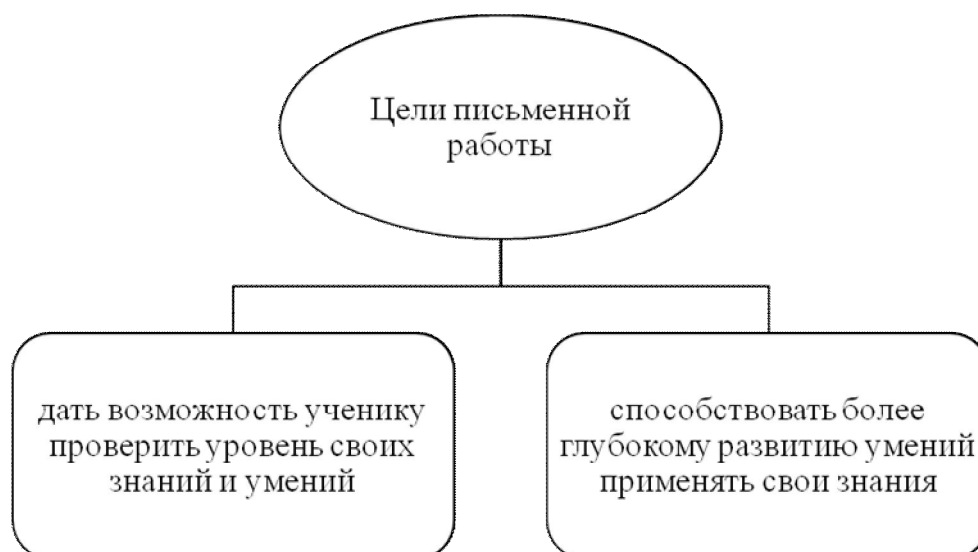 Цели письменной
работы
дать возможность ученику
проверить уровень своих
знаний и умений
способствовать более
глубокому развитию умений
применять свои знания